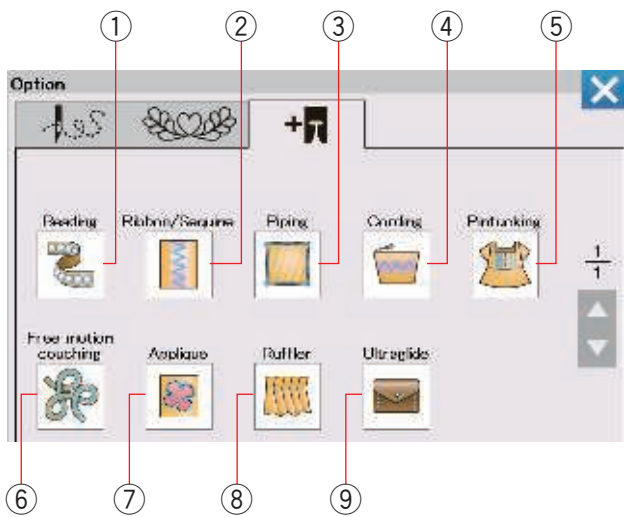 ① ② ③ ④ ⑤
Option
Beading Ribbon/Sequins Piping Cording Pintucking
1
1
Free motion
couching Applique Ruffler Ultraglide
⑥ ⑦ ⑧ ⑨